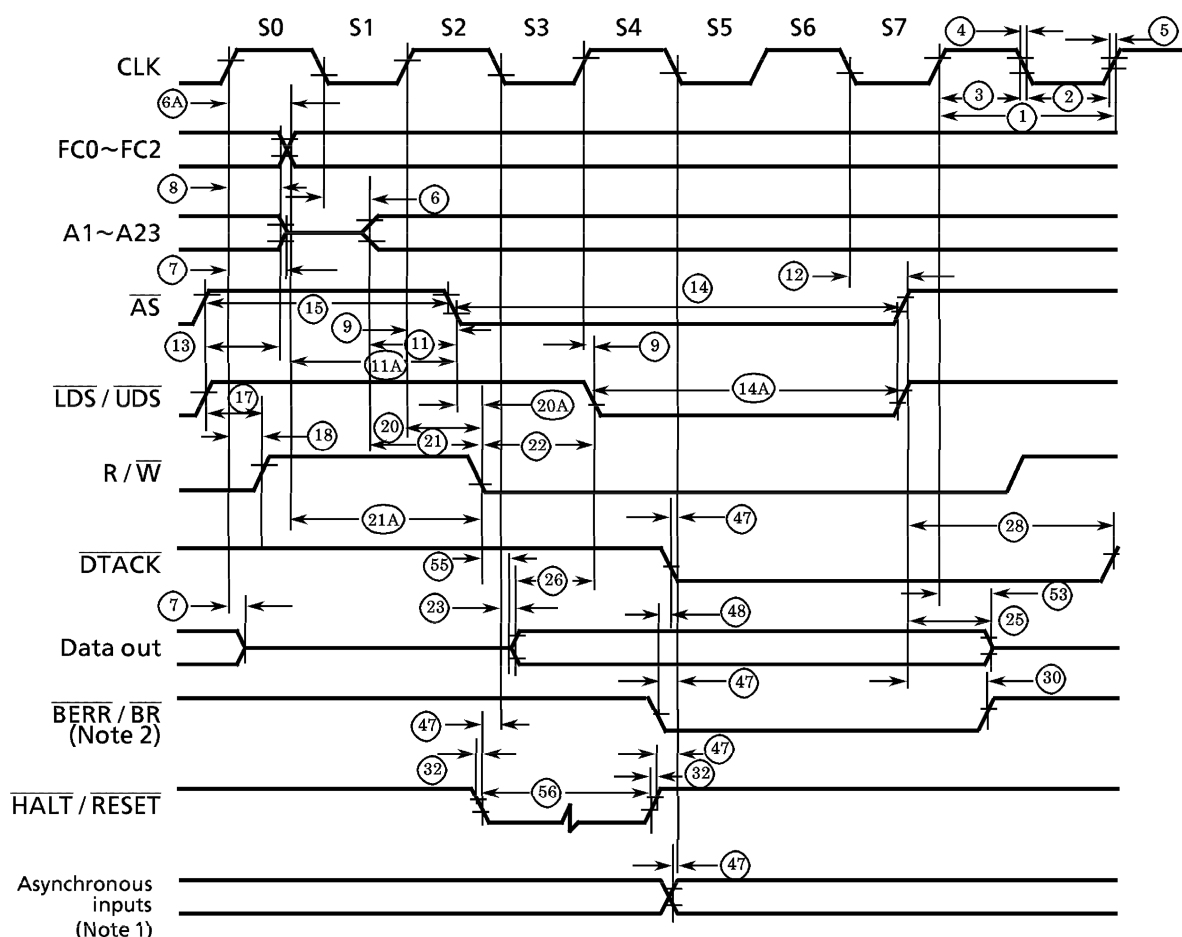 S0 S1 S2 S3 S4 S5 S6 S7
4 5
CLK
6A 3 2
1
FC0~FC2
8 6
A1~A23
7 12
14
AS
15
9
13 11 9
11A
LDS / UDS
17 14A
20A
20
18 21 22
R / W
21A 47 28
DTACK
55 26
53
7 23 48
25
Data out
47 30
BERR / BR
(Note 2)
47
47
32 32
56
HALT / RESET
47
Asynchronous
inputs
(Note 1)